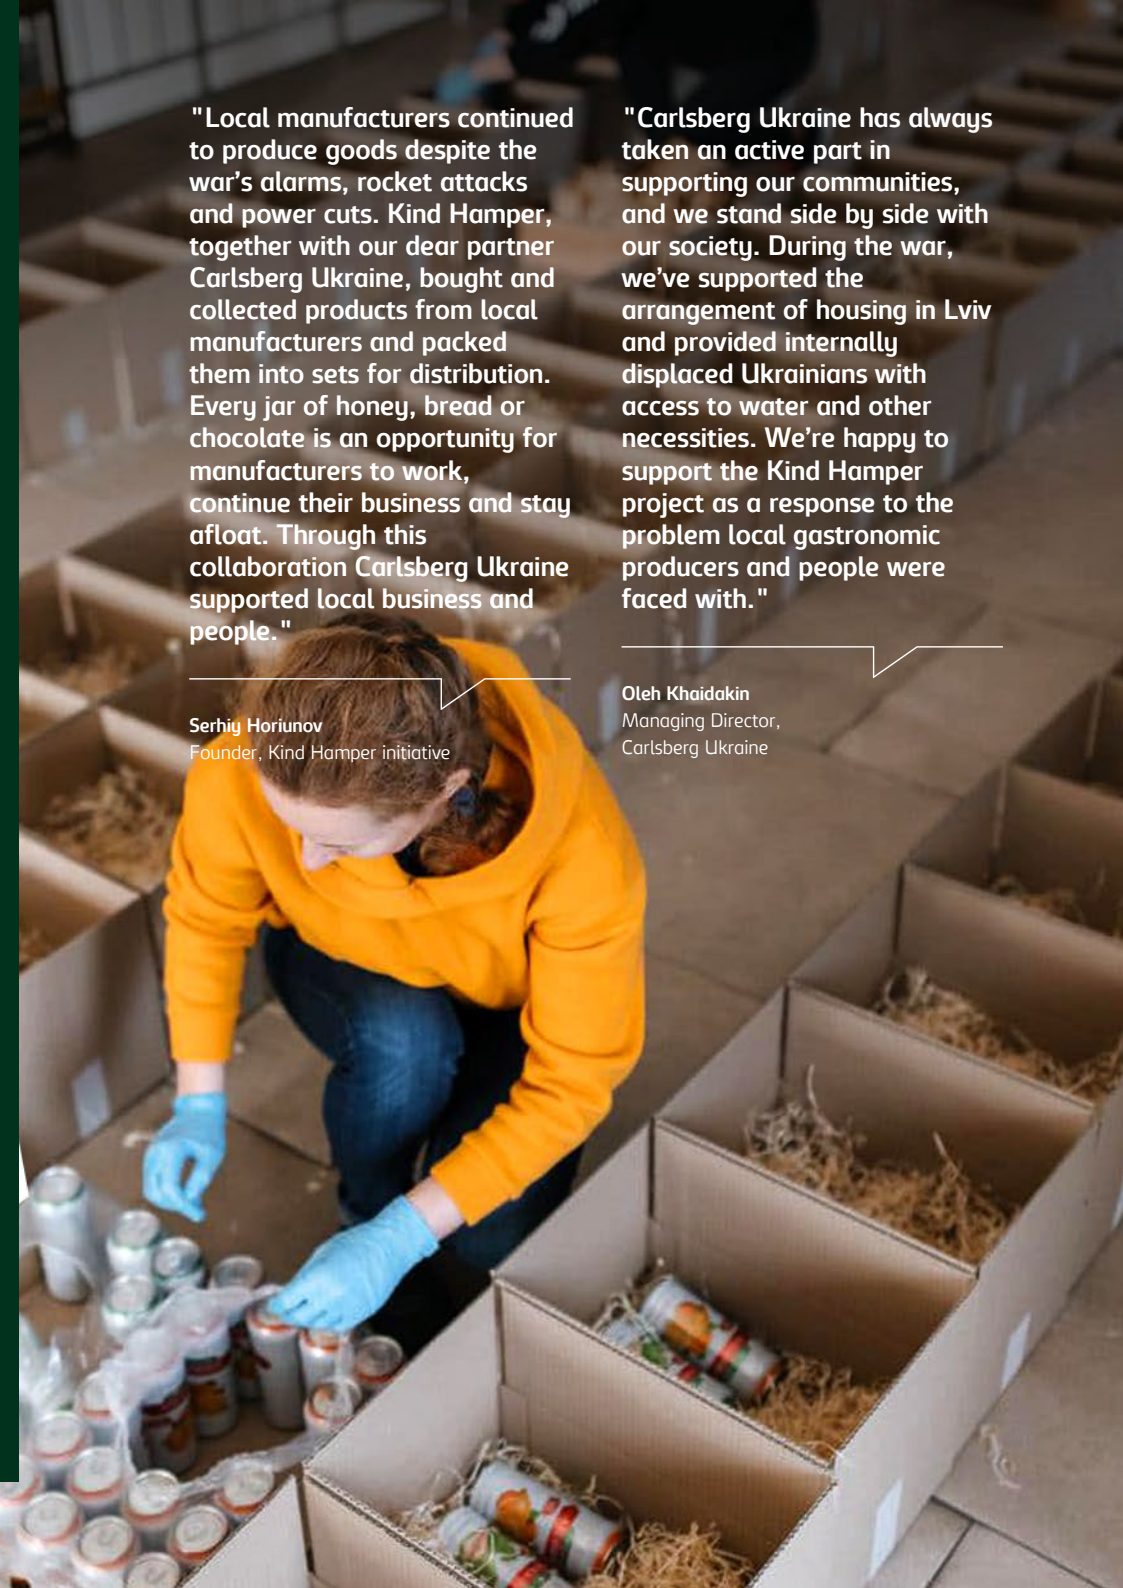 "Local manufacturers continued
to produce goods despite the
war's alarms, rocket attacks
and power cuts. Kind Hamper,
together with our dear partner
Carlsberg Ukraine, bought and
collected products from local
manufacturers and packed
them into sets for distribution.
Every jar of honey, bread or
chocolate is an opportunity for
manufacturers to work,
continue their business and stay
afloat. Through this
collaboration Carlsberg Ukraine
supported local business and
people."
Serhiy Horiunov
Founder, Kind Hamper initiative
"Carlsberg Ukraine has always
taken an active part in
supporting our communities,
and we stand side by side with
our society. During the war,
we've supported the
arrangement of housing in Lviv
and provided internally
displaced Ukrainians with
access to water and other
necessities. We're happy to
support the Kind Hamper
project as a response to the
problem local gastronomic
producers and people were
faced with."
Oleh Khaidakin
Managing Director,
Carlsberg Ukraine